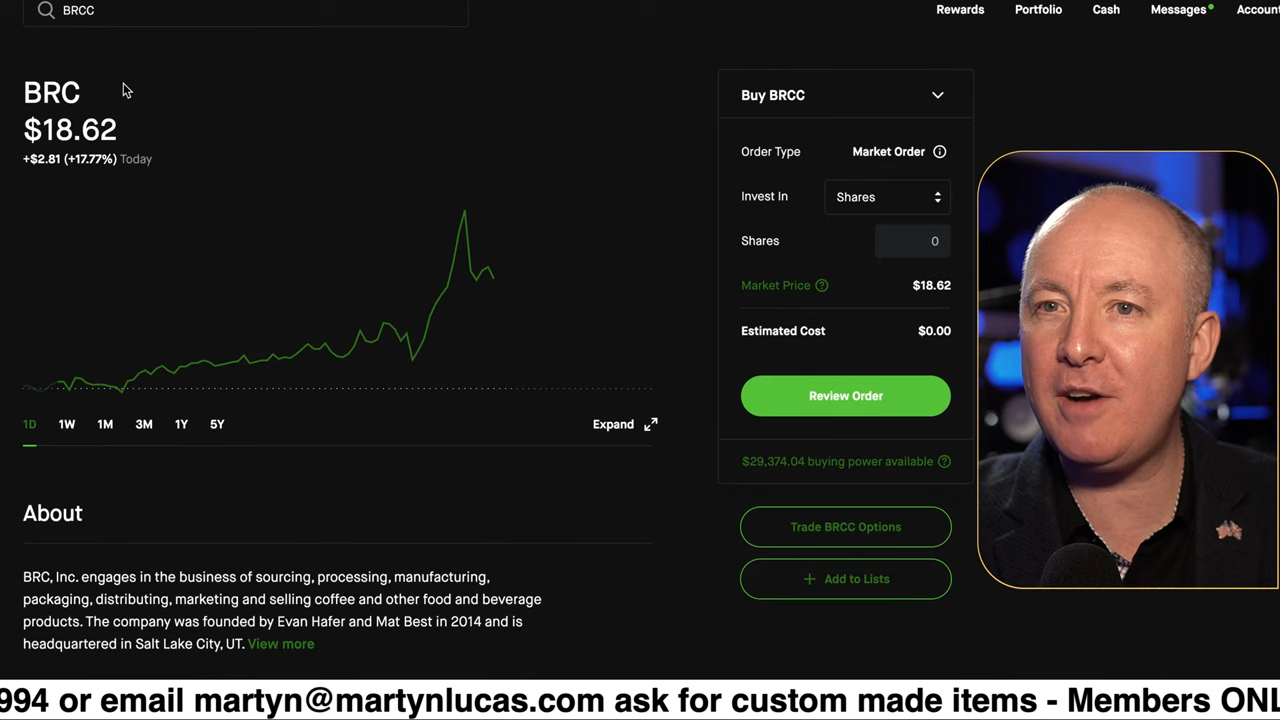 BRCC
Rewards Portfolio Cash Messages Account
BRC
$18.62
+$2.81 (+17.77%) Today
1D 1W 1M 3M 1Y 5Y
Expand
About
BRC, Inc. engages in the business of sourcing, processing, manufacturing,
packaging, distributing, marketing and selling coffee and other food and beverage
products. The company was founded by Evan Hafer and Mat Best in 2014 and is
headquartered in Salt Lake City, UT. View more
Buy BRCC
Order Type Market Order
Invest In Shares
Shares 0
Market Price $18.62
Estimated Cost $0.00
Review Order
$29,374.04 buying power available
Trade BRCC Options
+ Add to Lists
994 or email martyn@martynlucas.com ask for custom made items - Members ONL